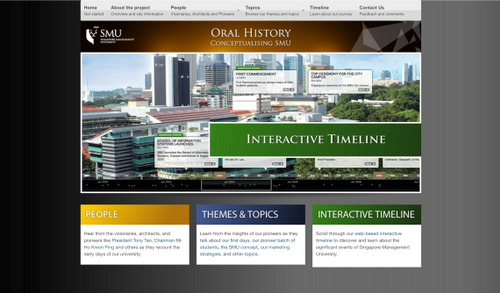 Home About the project People Topics Timeline Contact Us
Get started Overview and site information Visionaries, Architects and Pioneers Browse our themes and topics Learn about our journey Feedback and comments
SMU
SINGAPORE MANAGEMENT
UNIVERSITY
Oral History
Conceptualising SMU
FIRST COMMENCEMENT
TOP CEREMONY FOR THE CITY
CAMPUS
SCHOOL OF INFORMATION
SYSTEMS LAUNCHES
Interactive Timeline
PEOPLE
Hear from the visionaries, architects, and
pioneers like President Tony Tan, Chairman Mr
Ho Kwon Ping and others as they recount the
early days of our university.
THEMES & TOPICS
Learn from the insights of our pioneers as they
talk about our first days, our pioneer batch of
students, the SMU concept, our marketing
strategies, and other topics.
INTERACTIVE TIMELINE
Scroll through our web-based interactive
timeline to discover and learn about the
significant events of Singapore Management
University.